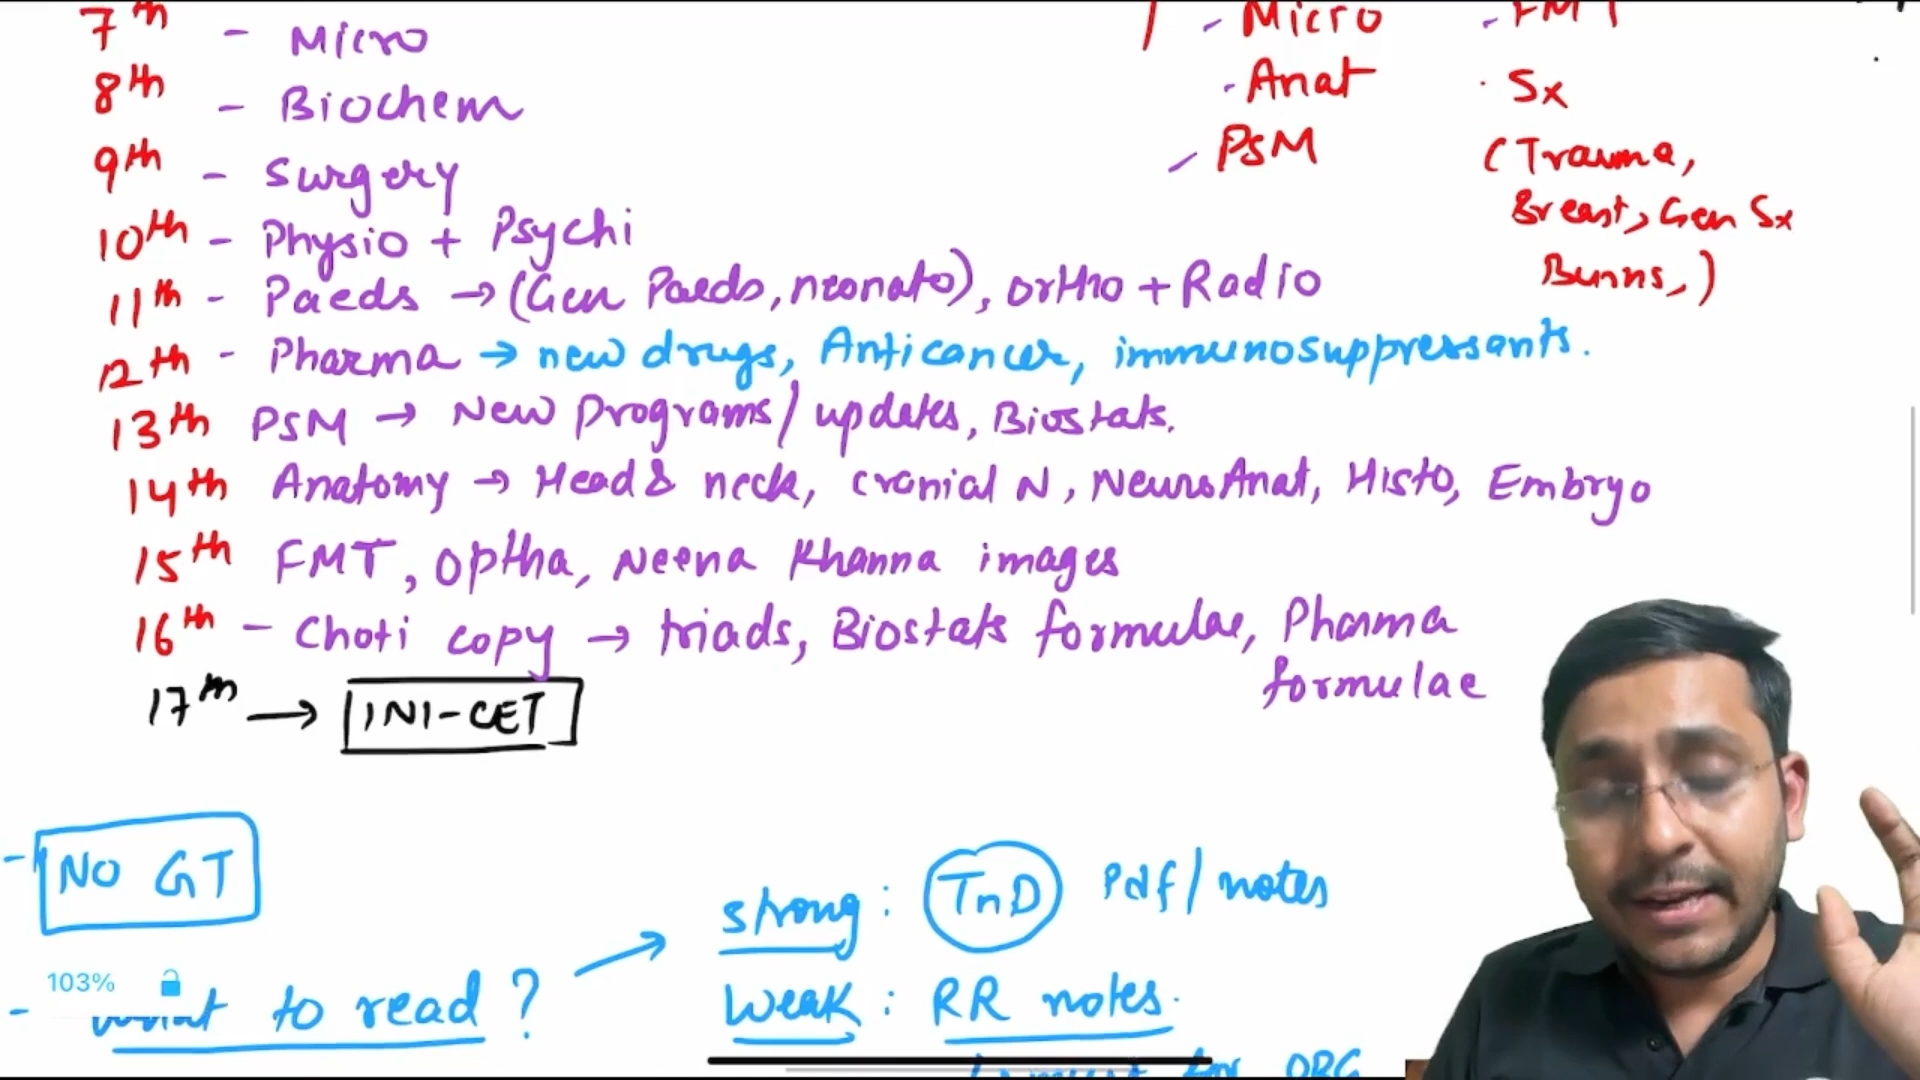 7th - Micro
8th - Biochem
9th - Surgery
10th - Physio + Psychi
11th - Paeds → (Gen Paeds, neonato), ortho + Radio
12th - Pharma → new drugs, Anticancer, immunosuppressants.
13th PSM → New Programs/updates, Biostats.
14th Anatomy → Head & neck, cranial N, NeuroAnat, Histo, Embryo
15th FMT, optha, Neena Khanna images
16th - Choti copy → triads, Biostats formulae, Pharma
formulae
17th → INI-CET
- Micro
- Anat
- PSM
- FMT
· Sx
(Trauma,
Breast, Gen Sx
Burns,)
- NO GT
103%
- What to read? →
strong: TnD Pdf/notes
Weak: RR notes.